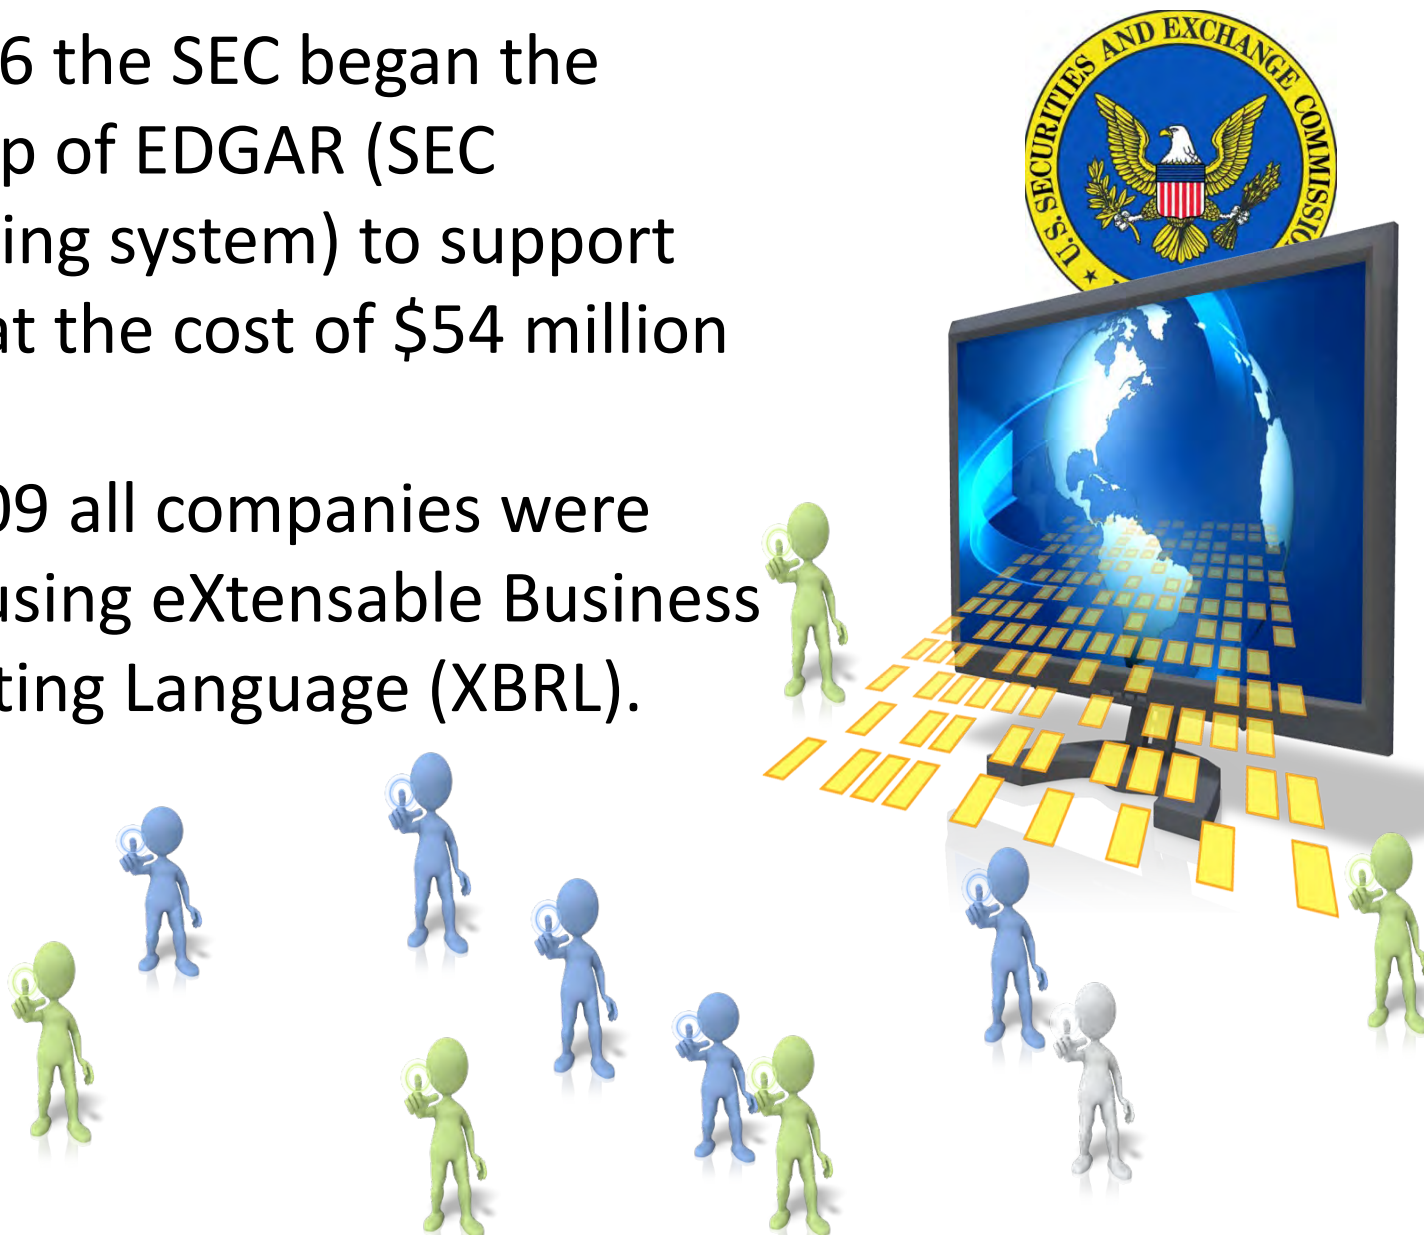 6 the SEC began the
p of EDGAR (SEC
ing system) to support
at the cost of $54 million
09 all companies were
using eXtensable Business
ting Language (XBRL).
U.S. SECURITIES AND EXCHANGE COMMISSIO